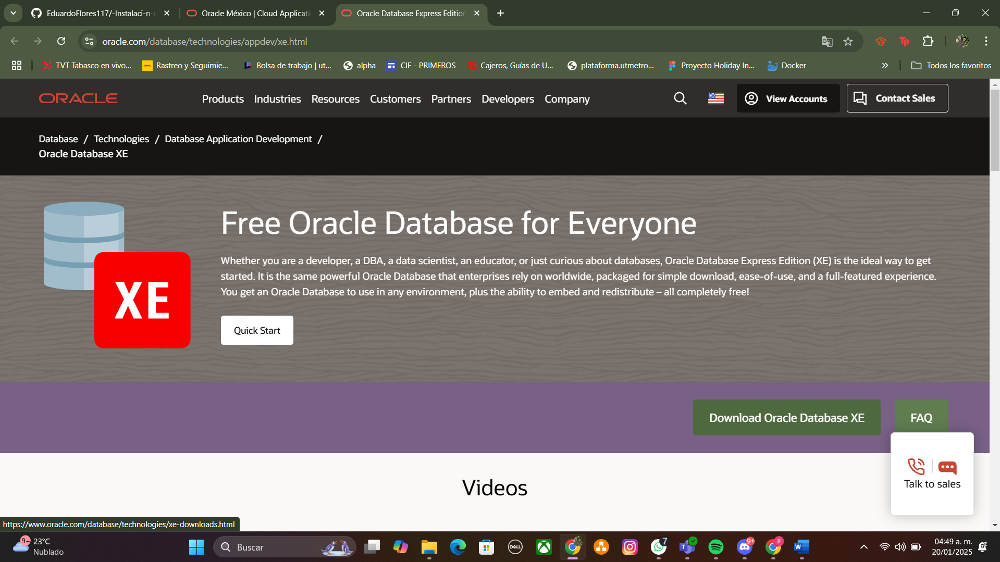 EduardoFlores117/-Instalaci-n-
Oracle México | Cloud Applicati
Oracle Database Express Edition
oracle.com/database/technologies/appdev/xe.html
TVT Tabasco en vivo...
Rastreo y Seguimie...
Bolsa de trabajo | ut...
alpha
CIE - PRIMEROS
Cajeros, Guías de U...
plataforma.utmetro...
Proyecto Holiday In...
Docker
Todos los favoritos
ORACLE
Products
Industries
Resources
Customers
Partners
Developers
Company
View Accounts
Contact Sales
Database / Technologies / Database Application Development /
Oracle Database XE
XE
Free Oracle Database for Everyone
Whether you are a developer, a DBA, a data scientist, an educator, or just curious about databases, Oracle Database Express Edition (XE) is the ideal way to get
started. It is the same powerful Oracle Database that enterprises rely on worldwide, packaged for simple download, ease-of-use, and a full-featured experience.
You get an Oracle Database to use in any environment, plus the ability to embed and redistribute – all completely free!
Quick Start
Download Oracle Database XE
FAQ
Talk to sales
Videos
https://www.oracle.com/database/technologies/xe-downloads.html
9+
23°C
Nublado
Buscar
DELL
7
T
9+
P
W
04:49 a. m.
20/01/2025